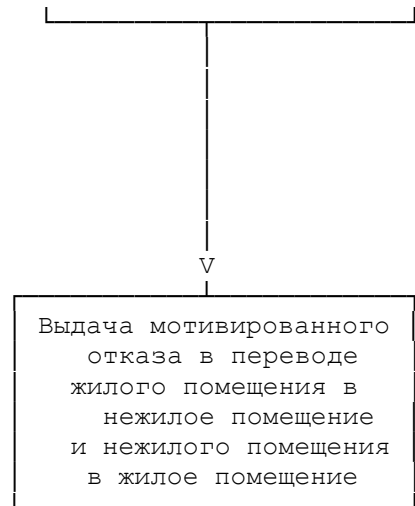 V
Выдача мотивированного
отказа в переводе
жилого помещения в
нежилое помещение
и нежилого помещения
в жилое помещение